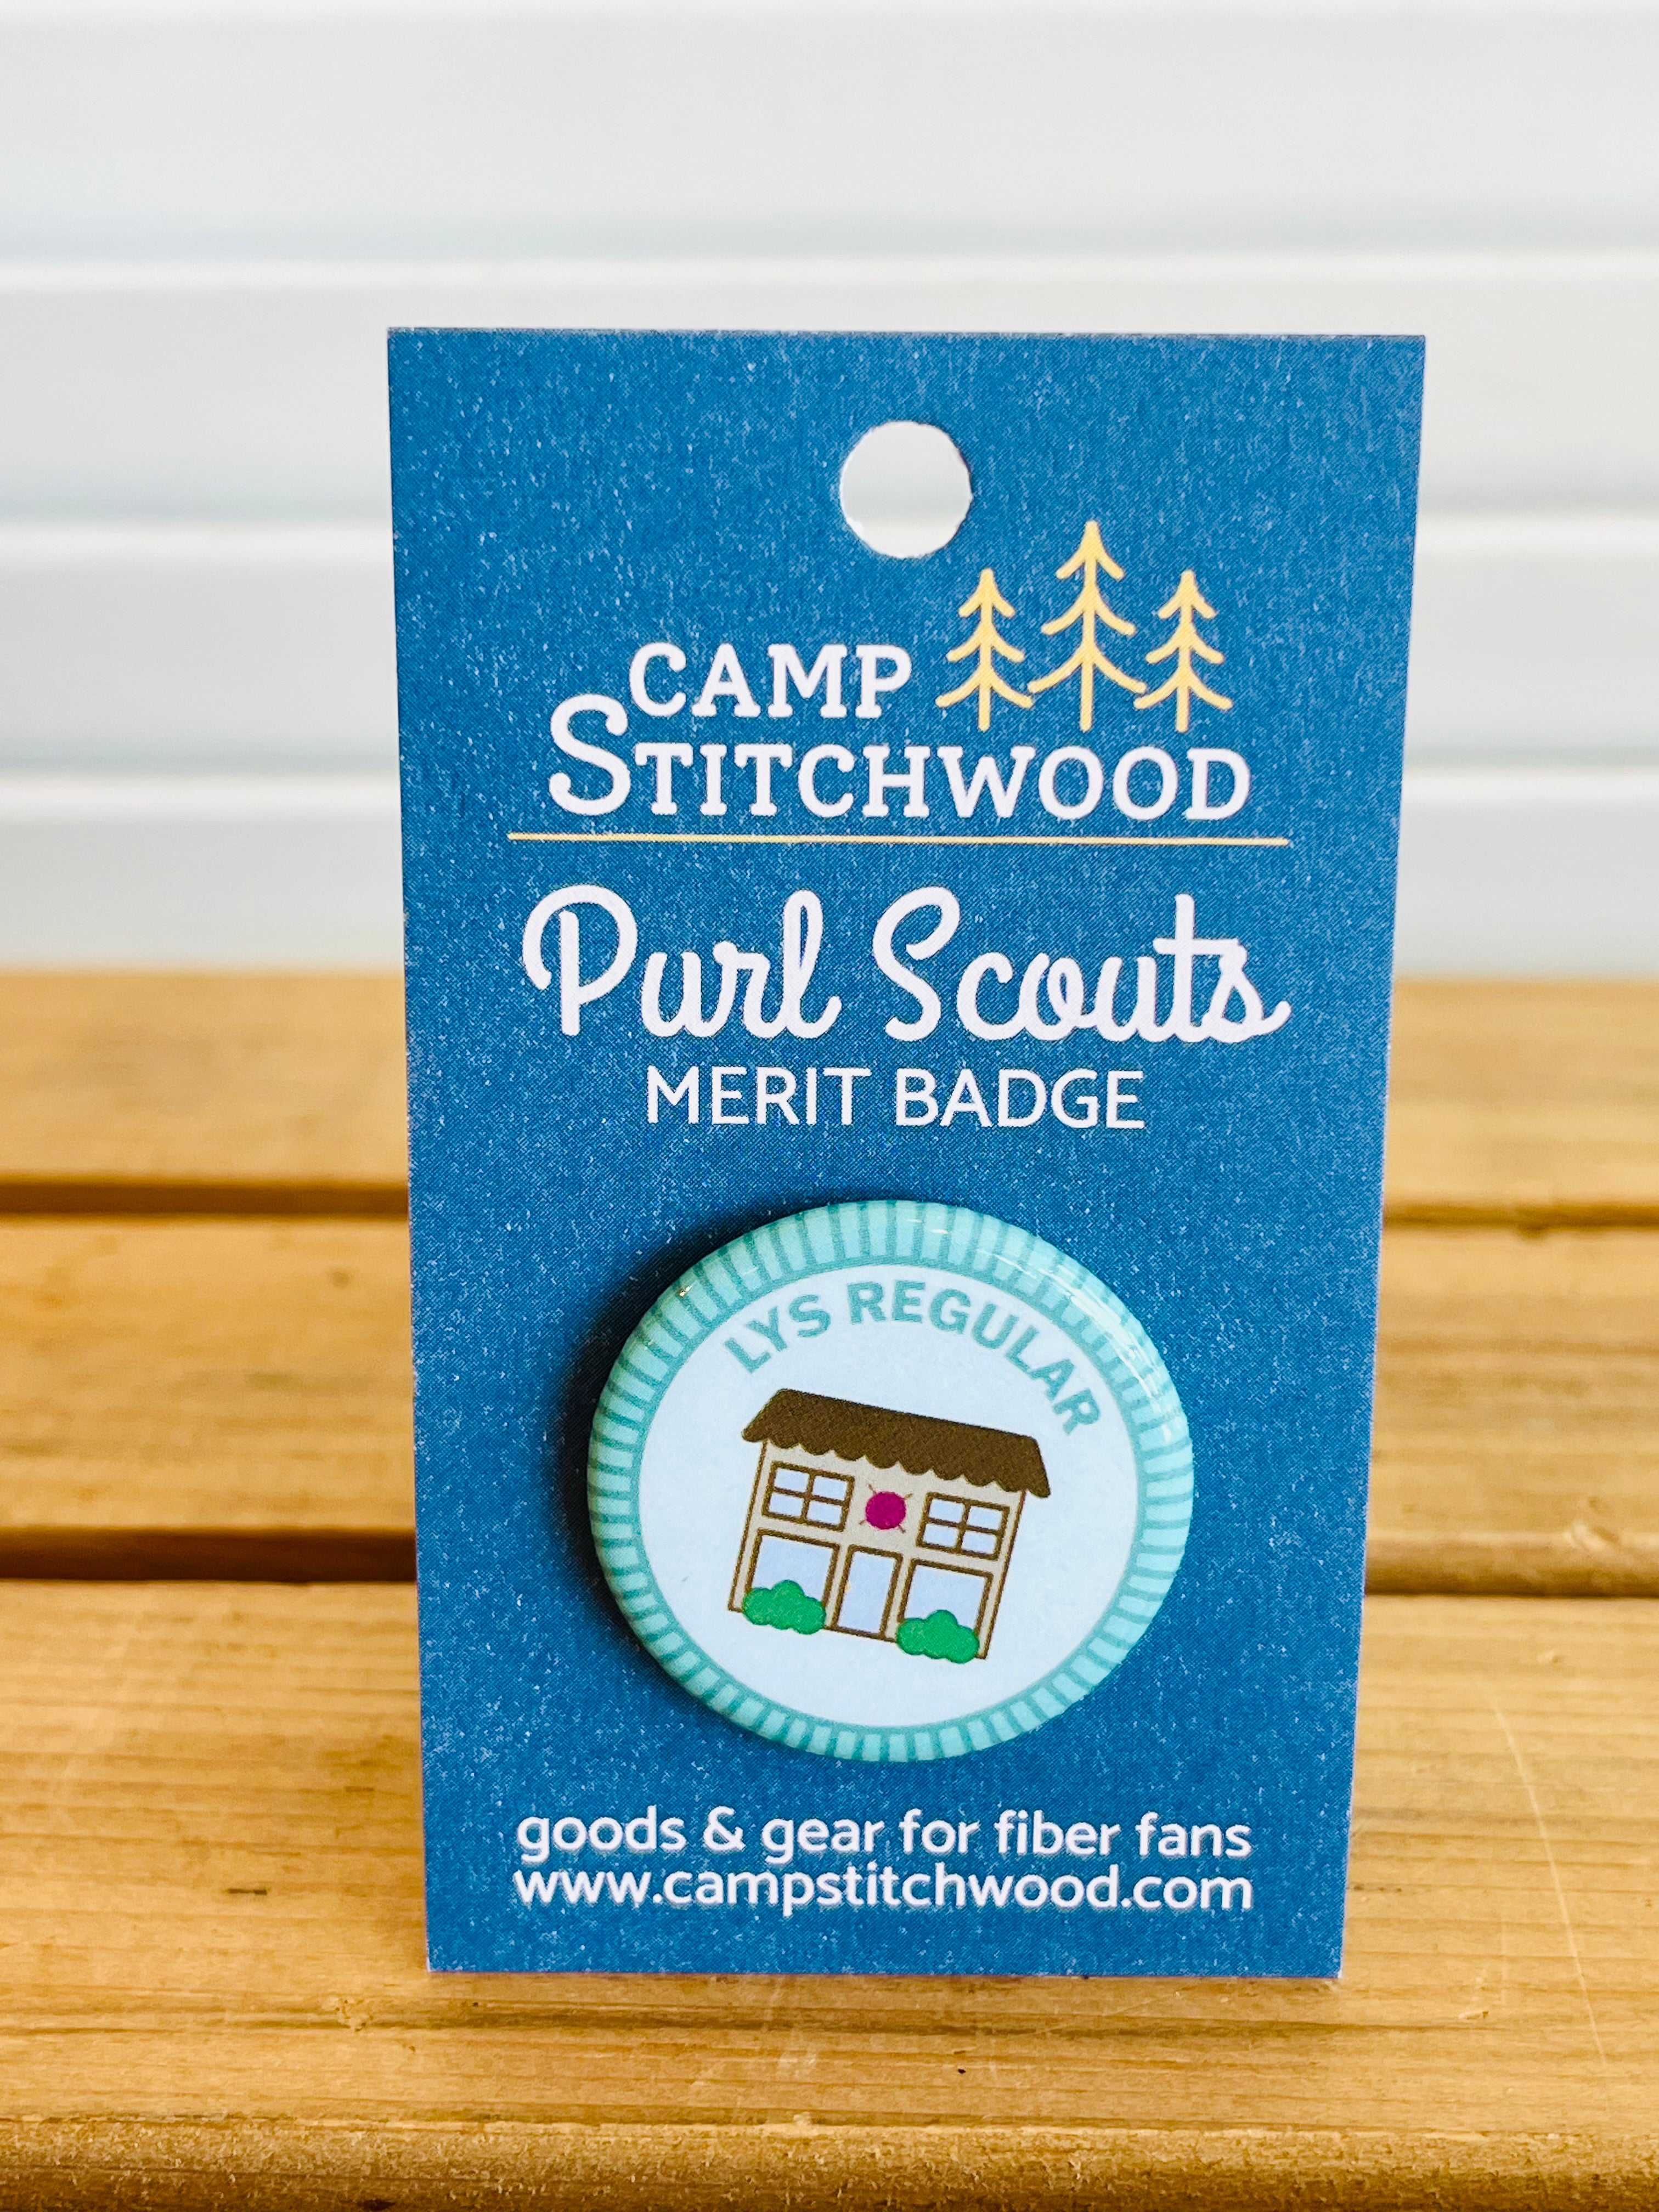 CAMP
STITCHWOOD
Purl Scouts
MERIT BADGE
LYS REGULAR
goods & gear for fiber fans
www.campstitchwood.com